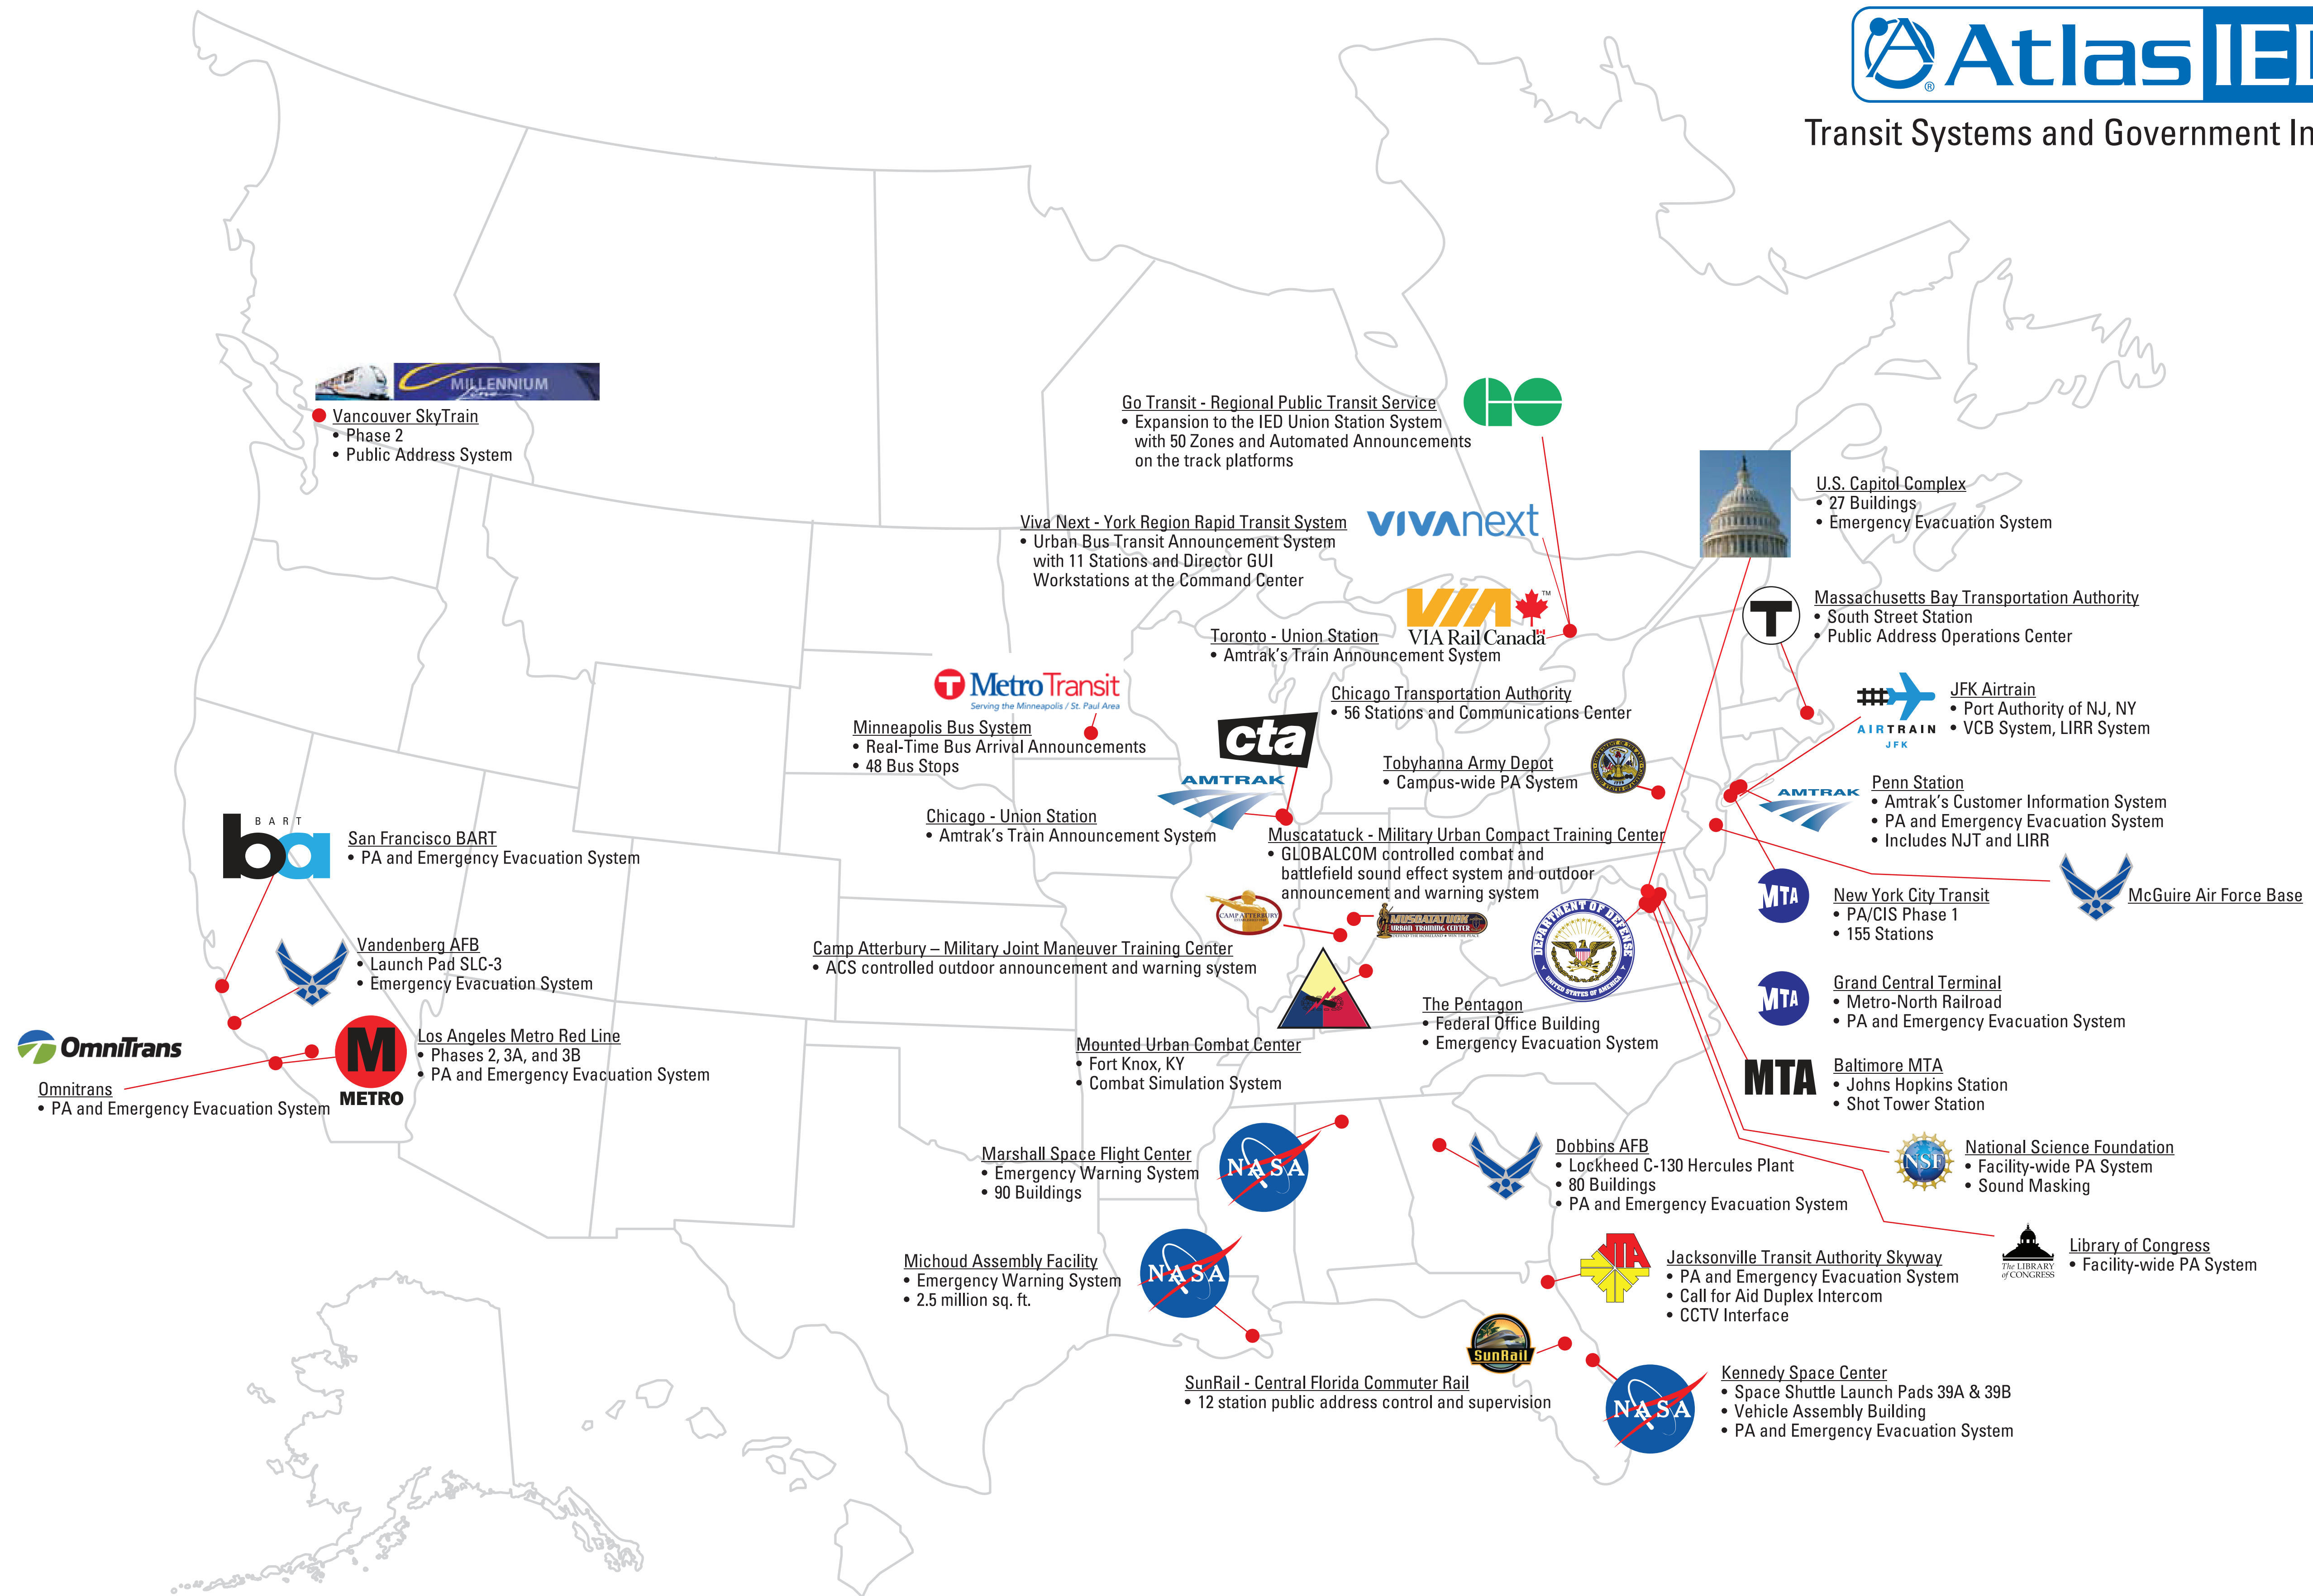 Atlas IED
®
Transit Systems and Government In
MILLENNIUM
Line
Vancouver SkyTrain
• Phase 2
• Public Address System
Go Transit - Regional Public Transit Service
• Expansion to the IED Union Station System
with 50 Zones and Automated Announcements
on the track platforms
GO
U.S. Capitol Complex
• 27 Buildings
• Emergency Evacuation System
Viva Next - York Region Rapid Transit System
• Urban Bus Transit Announcement System
with 11 Stations and Director GUI
Workstations at the Command Center
vivanext
Toronto - Union Station
• Amtrak's Train Announcement System
VIA
TM
VIA Rail Canada
T
Massachusetts Bay Transportation Authority
• South Street Station
• Public Address Operations Center
T MetroTransit
Serving the Minneapolis / St. Paul Area
Minneapolis Bus System
• Real-Time Bus Arrival Announcements
• 48 Bus Stops
cta
Chicago Transportation Authority
• 56 Stations and Communications Center
AIRTRAIN
JFK
JFK Airtrain
• Port Authority of NJ, NY
• VCB System, LIRR System
Tobyhanna Army Depot
• Campus-wide PA System
AMTRAK
Chicago - Union Station
• Amtrak's Train Announcement System
AMTRAK
Penn Station
• Amtrak's Customer Information System
• PA and Emergency Evacuation System
• Includes NJT and LIRR
BART
ba
San Francisco BART
• PA and Emergency Evacuation System
Muscatatuck - Military Urban Compact Training Center
• GLOBALCOM controlled combat and
battlefield sound effect system and outdoor
announcement and warning system
MUSCATATUCK
URBAN TRAINING CENTER
DEFEND THE HOMELAND • WIN THE PEACE
MTA
New York City Transit
• PA/CIS Phase 1
• 155 Stations
McGuire Air Force Base
CAMP ATTERBURY
Camp Atterbury – Military Joint Maneuver Training Center
• ACS controlled outdoor announcement and warning system
DEPARTMENT OF DEFENSE
UNITED STATES OF AMERICA
The Pentagon
• Federal Office Building
• Emergency Evacuation System
Vandenberg AFB
• Launch Pad SLC-3
• Emergency Evacuation System
MTA
Grand Central Terminal
• Metro-North Railroad
• PA and Emergency Evacuation System
OmniTrans
Omnitrans
• PA and Emergency Evacuation System
M
METRO
Los Angeles Metro Red Line
• Phases 2, 3A, and 3B
• PA and Emergency Evacuation System
Mounted Urban Combat Center
• Fort Knox, KY
• Combat Simulation System
MTA
Baltimore MTA
• Johns Hopkins Station
• Shot Tower Station
Marshall Space Flight Center
• Emergency Warning System
• 90 Buildings
NASA
Dobbins AFB
• Lockheed C-130 Hercules Plant
• 80 Buildings
• PA and Emergency Evacuation System
NSF
National Science Foundation
• Facility-wide PA System
• Sound Masking
The LIBRARY
of CONGRESS
Library of Congress
• Facility-wide PA System
Michoud Assembly Facility
• Emergency Warning System
• 2.5 million sq. ft.
NASA
JTA
Jacksonville Transit Authority Skyway
• PA and Emergency Evacuation System
• Call for Aid Duplex Intercom
• CCTV Interface
SunRail
SunRail - Central Florida Commuter Rail
• 12 station public address control and supervision
NASA
Kennedy Space Center
• Space Shuttle Launch Pads 39A & 39B
• Vehicle Assembly Building
• PA and Emergency Evacuation System